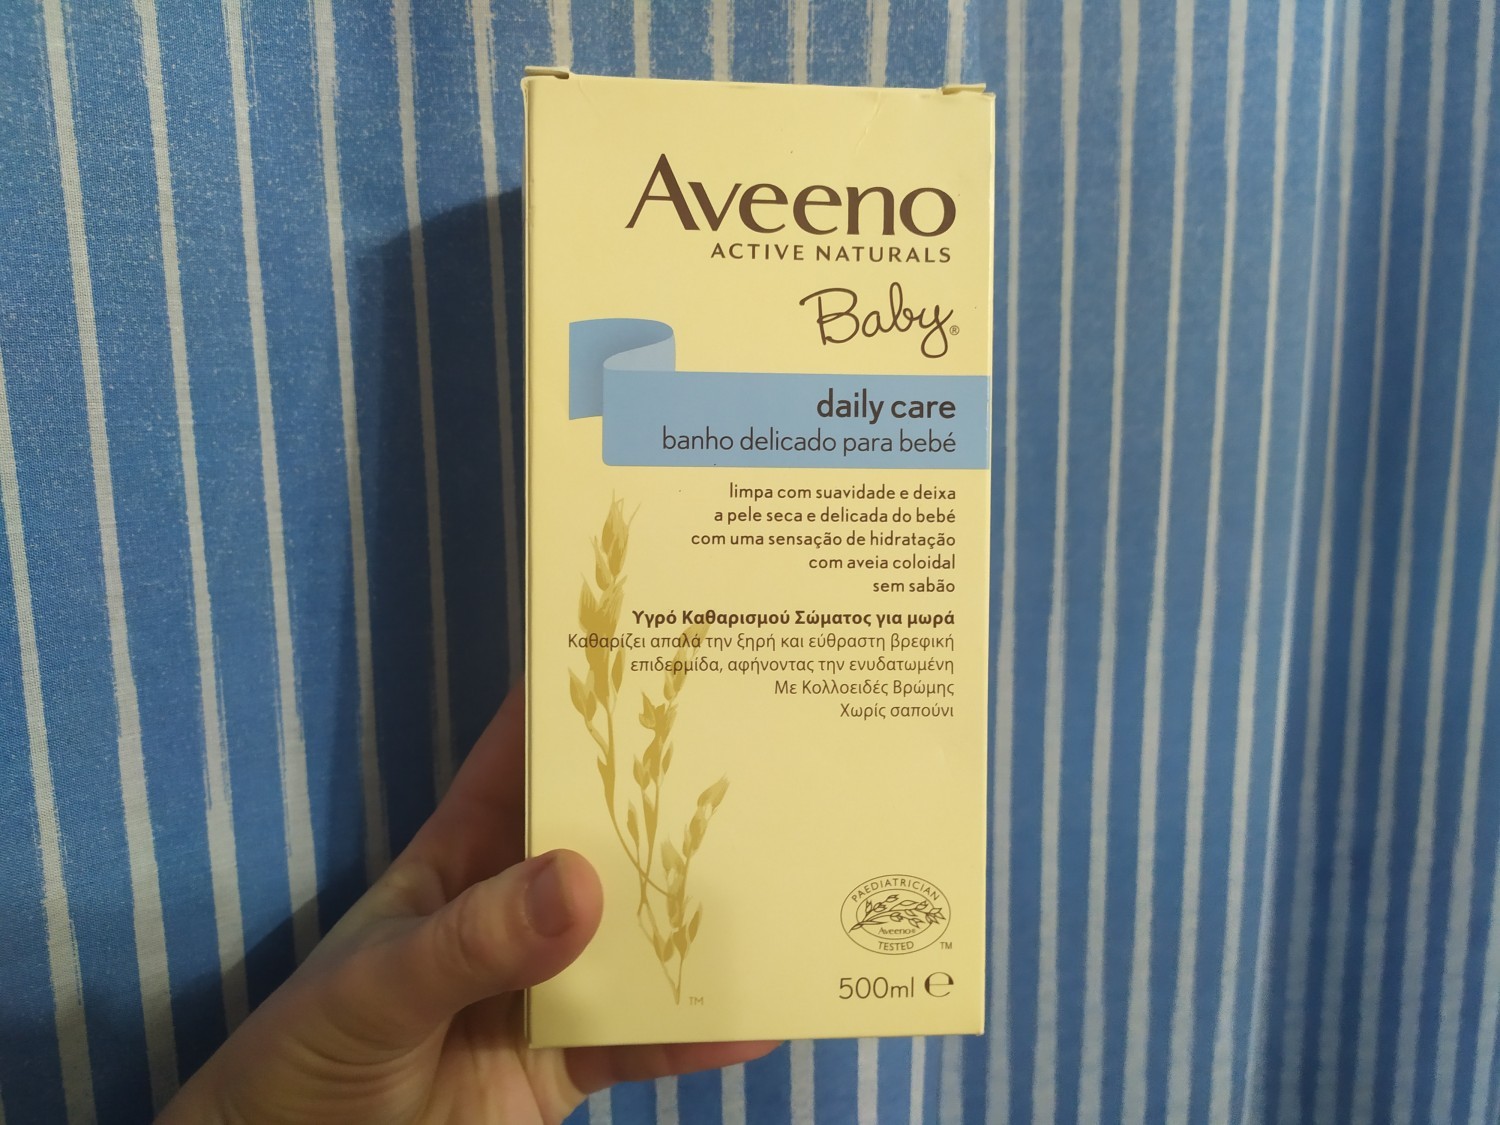 Aveeno
ACTIVE NATURALS
Baby®
daily care
banho delicado para bebé
limpa com suavidade e deixa
a pele seca e delicada do bebé
com uma sensação de hidratação
com aveia coloidal
sem sabão
Υγρό Καθαρισμού Σώματος για μωρά
Καθαρίζει απαλά την ξηρή και εύθραστη βρεφική
επιδερμίδα, αφήνοντας την ενυδατωμένη
Με Κολλοειδές Βρώμης
Χωρίς σαπούνι
PAEDIATRICIAN
Aveeno®
TESTED
TM
500ml e
TM